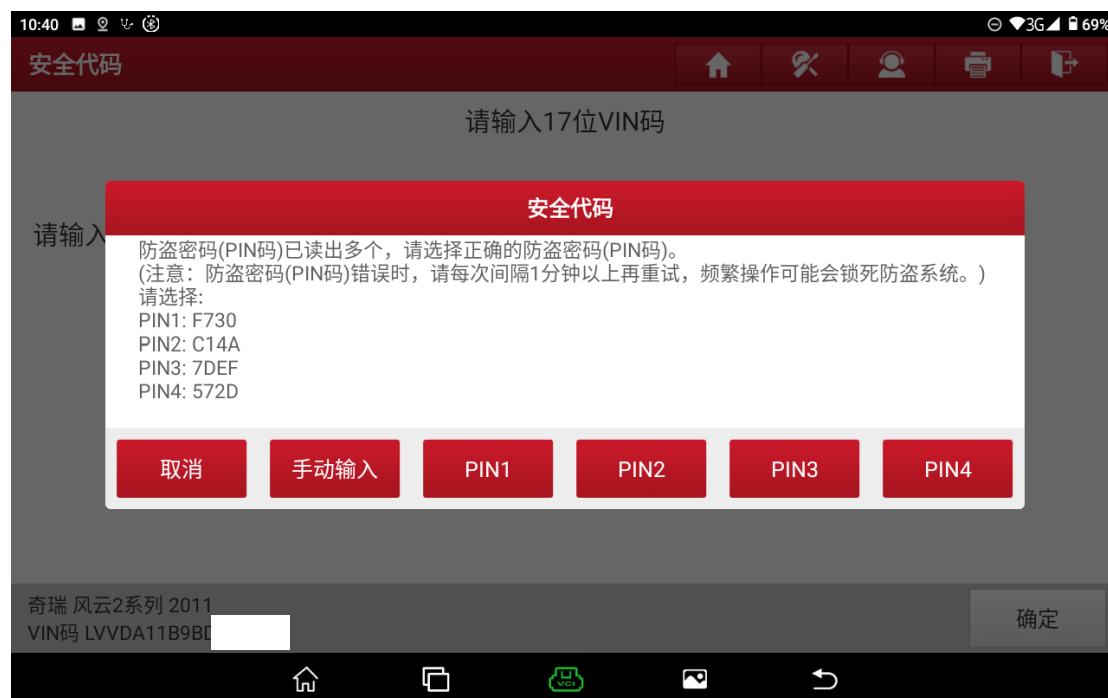 10:40
3G
69%
安全代码
请输入17位VIN码
请输入
安全代码
防盗密码(PIN码)已读出多个，请选择正确的防盗密码(PIN码)。
(注意：防盗密码(PIN码)错误时，请每次间隔1分钟以上再重试，频繁操作可能会锁死防盗系统。)
请选择:
PIN1: F730
PIN2: C14A
PIN3: 7DEF
PIN4: 572D
取消
手动输入
PIN1
PIN2
PIN3
PIN4
奇瑞 风云2系列 2011
VIN码 LVVDA11B9BD
确定
VCI